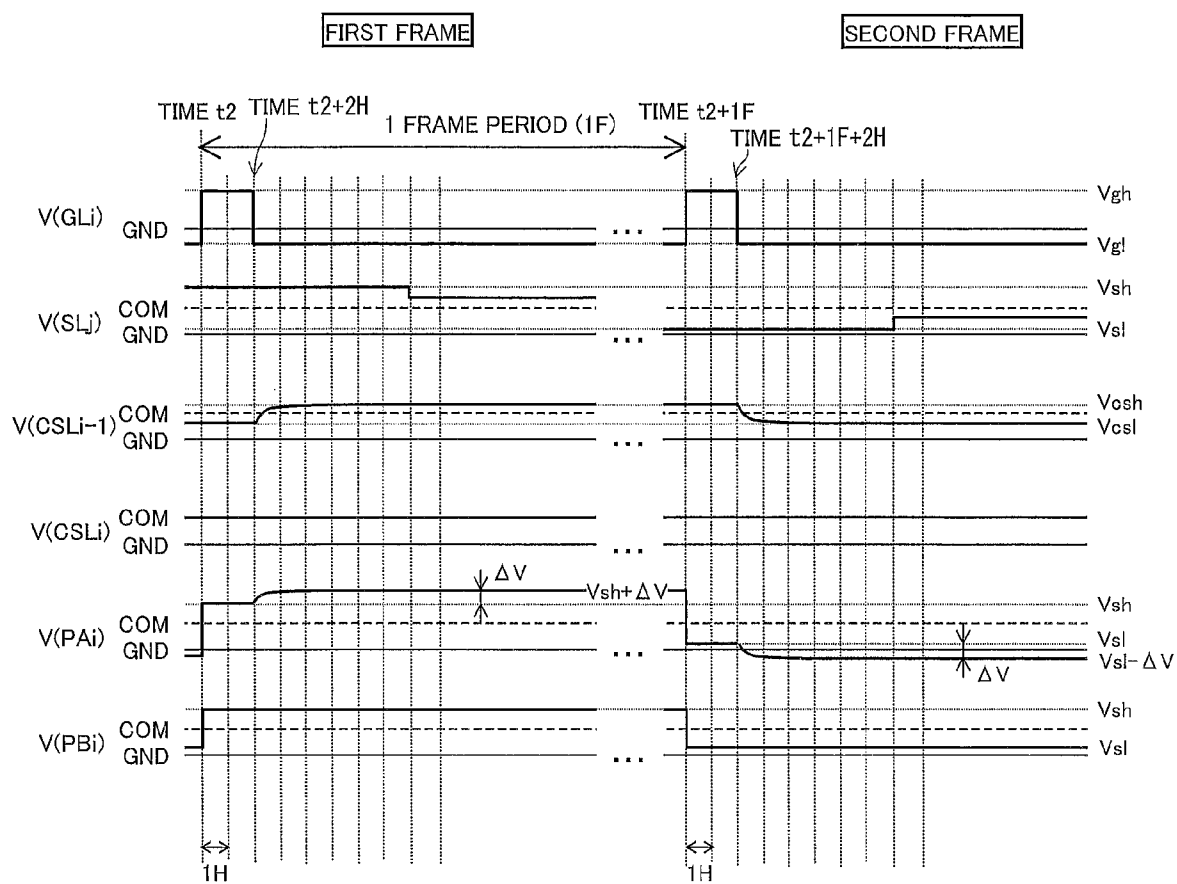 FIRST FRAME
SECOND FRAME
TIME t2
TIME t2+2H
1 FRAME PERIOD (1F)
TIME t2+1F
TIME t2+1F+2H
V(GLi)
GND
...
Vgh
Vgl
V(SLj)
COM
GND
...
Vsh
Vsl
V(CSLi-1)
COM
GND
...
Vcsh
Vcsl
V(CSLi)
COM
GND
...
V(PAi)
COM
GND
ΔV
Vsh+ΔV
...
ΔV
Vsh
Vsl
Vsl-ΔV
V(PBi)
COM
GND
...
Vsh
Vsl
1H
1H